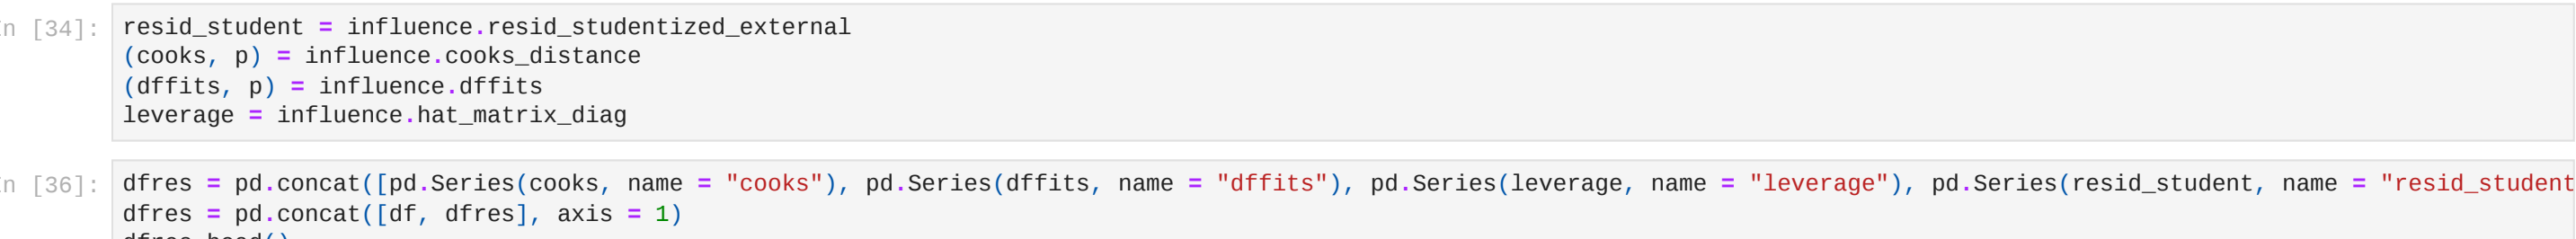 n [34]:
resid_student = influence.resid_studentized_external
(cooks, p) = influence.cooks_distance
(dffits, p) = influence.dffits
leverage = influence.hat_matrix_diag
n [36]:
dfres = pd.concat([pd.Series(cooks, name = "cooks"), pd.Series(dffits, name = "dffits"), pd.Series(leverage, name = "leverage"), pd.Series(resid_student, name = "resid_student
dfres = pd.concat([df, dfres], axis = 1)
dfres.head()